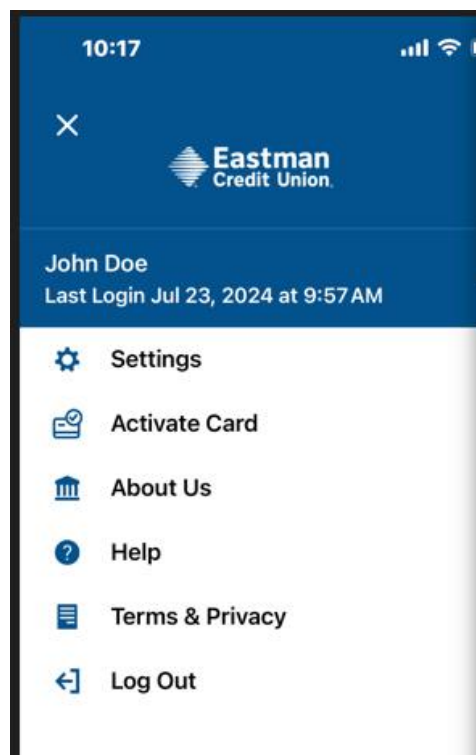 10:17
Eastman
Credit Union
John Doe
Last Login Jul 23, 2024 at 9:57 AM
Settings
Activate Card
About Us
Help
Terms & Privacy
Log Out